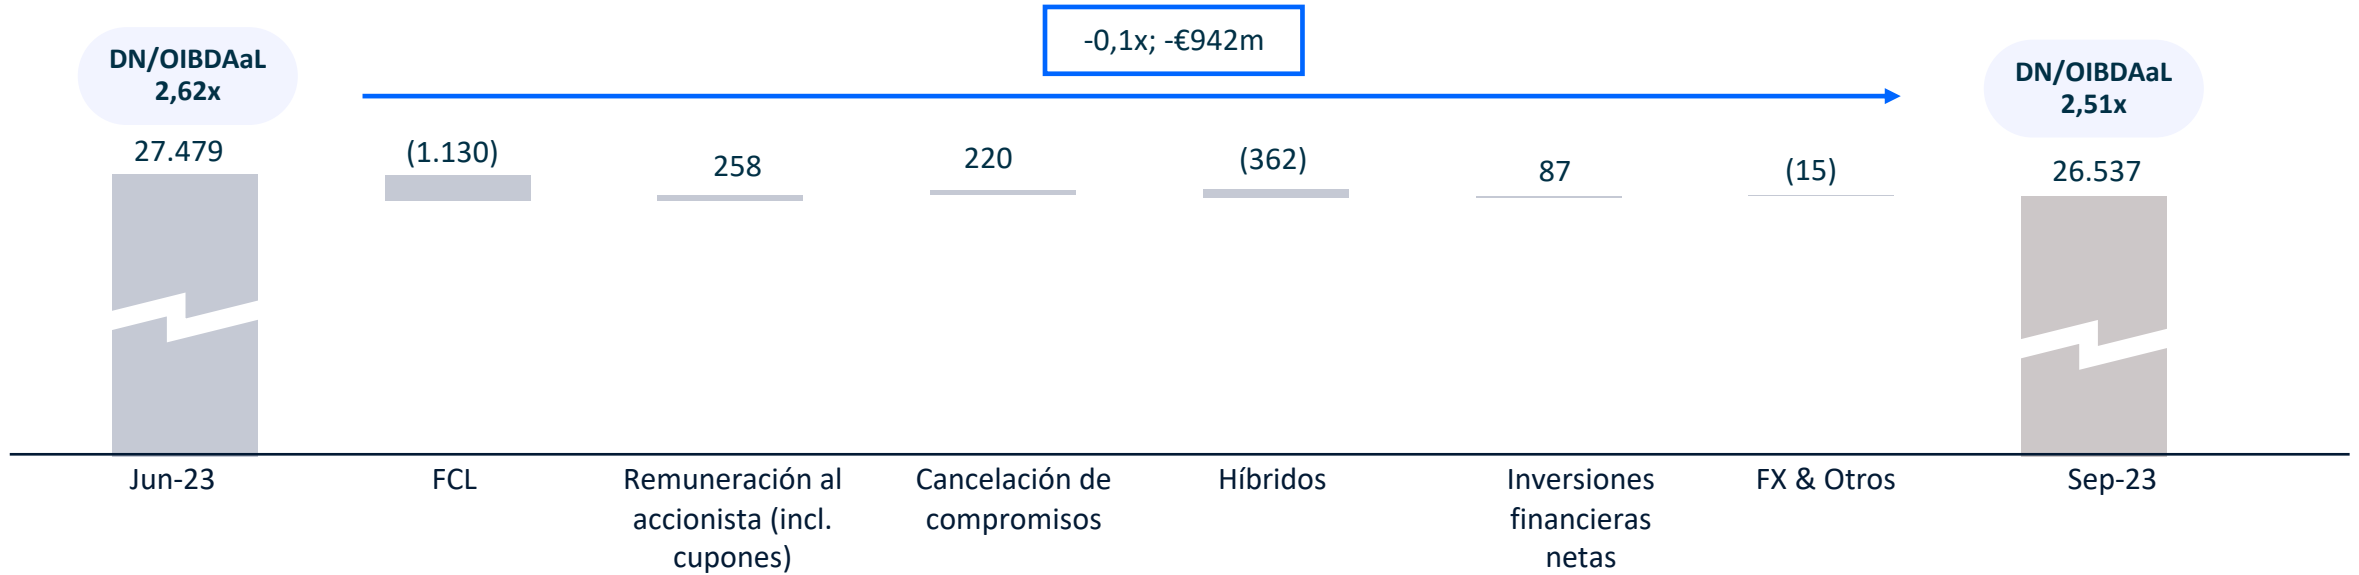 -0,1x; -€942m
DN/OIBDAaL
2,62x
DN/OIBDAaL
2,51x
27.479
(1.130)
258
220
(362)
87
(15)
26.537
Jun-23
FCL
Remuneración al
accionista (incl.
cupones)
Cancelación de
compromisos
Híbridos
Inversiones
financieras
netas
FX & Otros
Sep-23